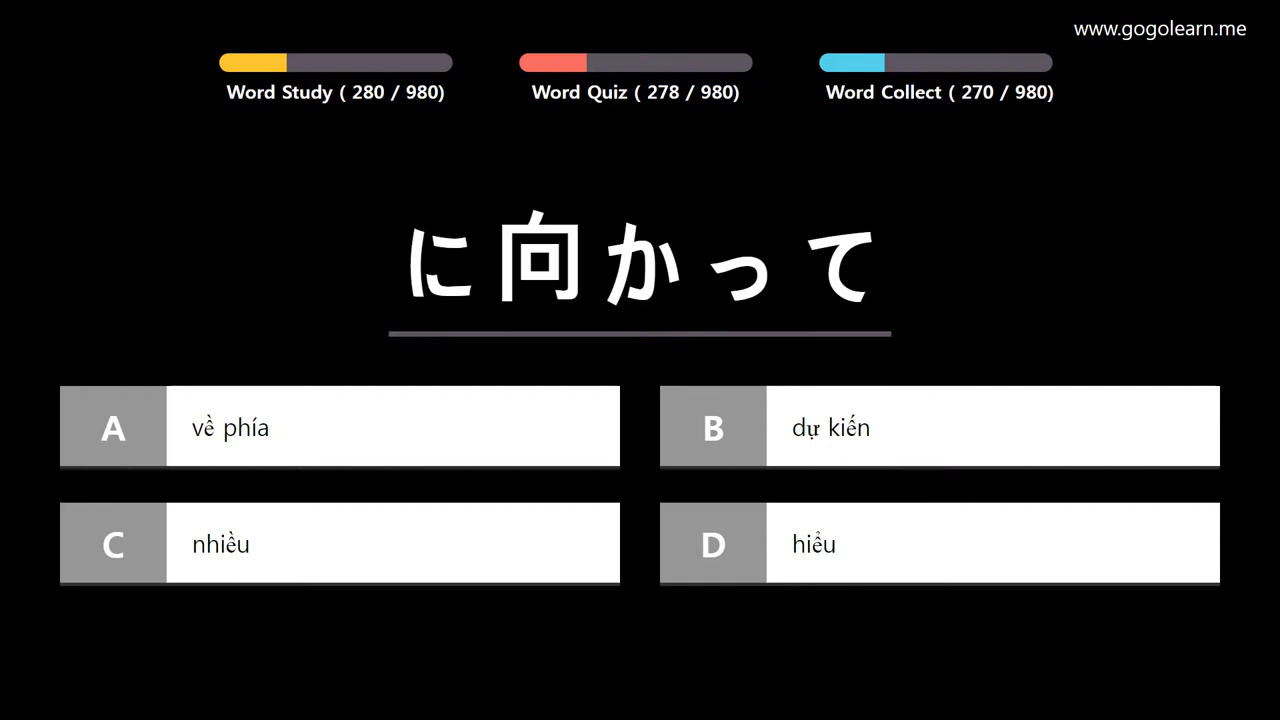 www.gogolearn.me
Word Study ( 280 / 980)
Word Quiz ( 278 / 980)
Word Collect ( 270 / 980)
に向かって
A về phía
B dự kiến
C nhiều
D hiểu